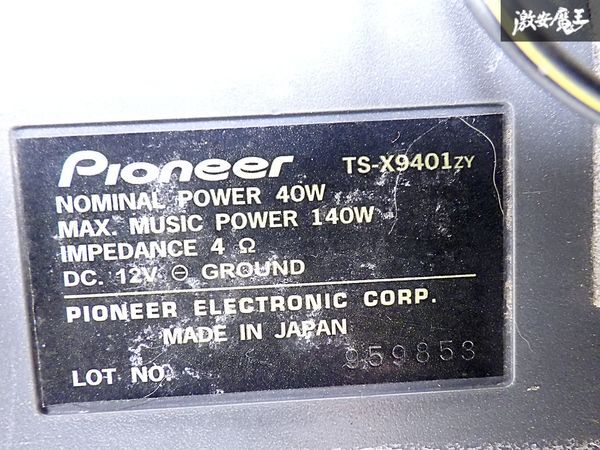 激安魔王
Pioneer TS-X9401ZY
NOMINAL POWER 40W
MAX. MUSIC POWER 140W
IMPEDANCE 4 Ω
DC. 12V ⊖ GROUND
PIONEER ELECTRONIC CORP.
MADE IN JAPAN
LOT NO. 959853